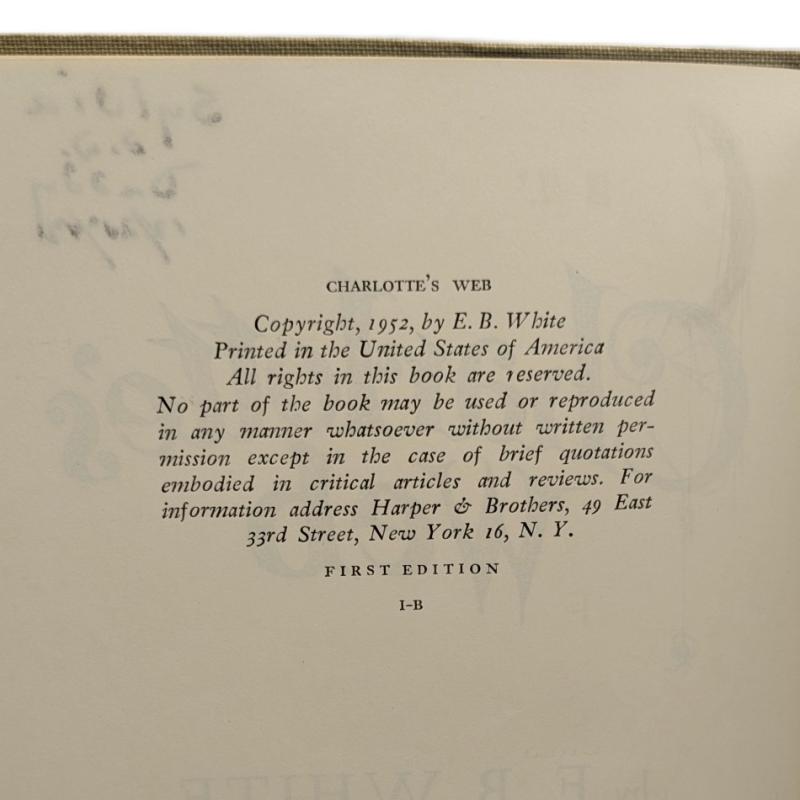 CHARLOTTE'S WEB
Copyright, 1952, by E. B. White
Printed in the United States of America
All rights in this book are reserved.
No part of the book may be used or reproduced
in any manner whatsoever without written per-
mission except in the case of brief quotations
embodied in critical articles and reviews. For
information address Harper & Brothers, 49 East
33rd Street, New York 16, N. Y.
FIRST EDITION
I-B
by E. B. WHITE